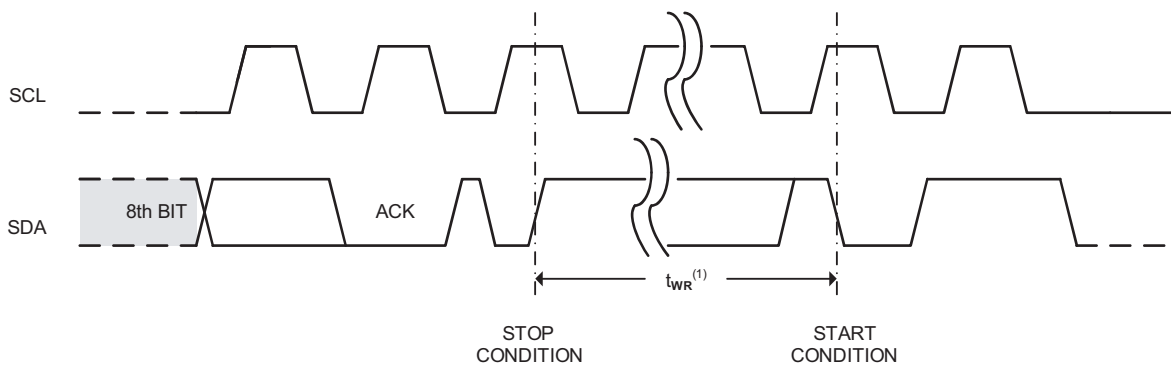 SCL
8th BIT
ACK
SDA
tWR(1)
STOP
CONDITION
START
CONDITION